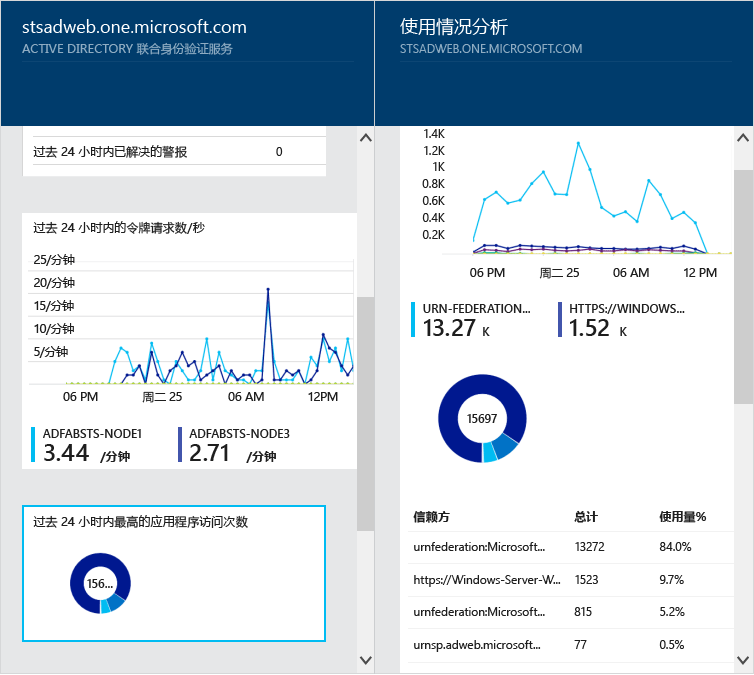 stsadweb.one.microsoft.com
ACTIVE DIRECTORY 联合身份验证服务
过去 24 小时内已解决的警报 0
过去 24 小时内的令牌请求数/秒
25/分钟
20/分钟
15/分钟
10/分钟
5/分钟
06 PM 周二 25 06 AM 12PM
ADFABSTS-NODE1 ADFABSTS-NODE3
3.44 /分钟 2.71 /分钟
过去 24 小时内最高的应用程序访问次数
156...
使用情况分析
STSADWEB.ONE.MICROSOFT.COM
1.4K
1.2K
1K
0.8K
0.6K
0.4K
0.2K
06 PM 周二 25 06 AM 12 PM
URN-FEDERATION... HTTPS://WINDOWS...
13.27 K 1.52 K
15697
信赖方 总计 使用量%
urnfederation:Microsoft... 13272 84.0%
https://Windows-Server-W... 1523 9.7%
urnfederation:Microsoft... 815 5.2%
urnsp.adweb.microsoft... 77 0.5%